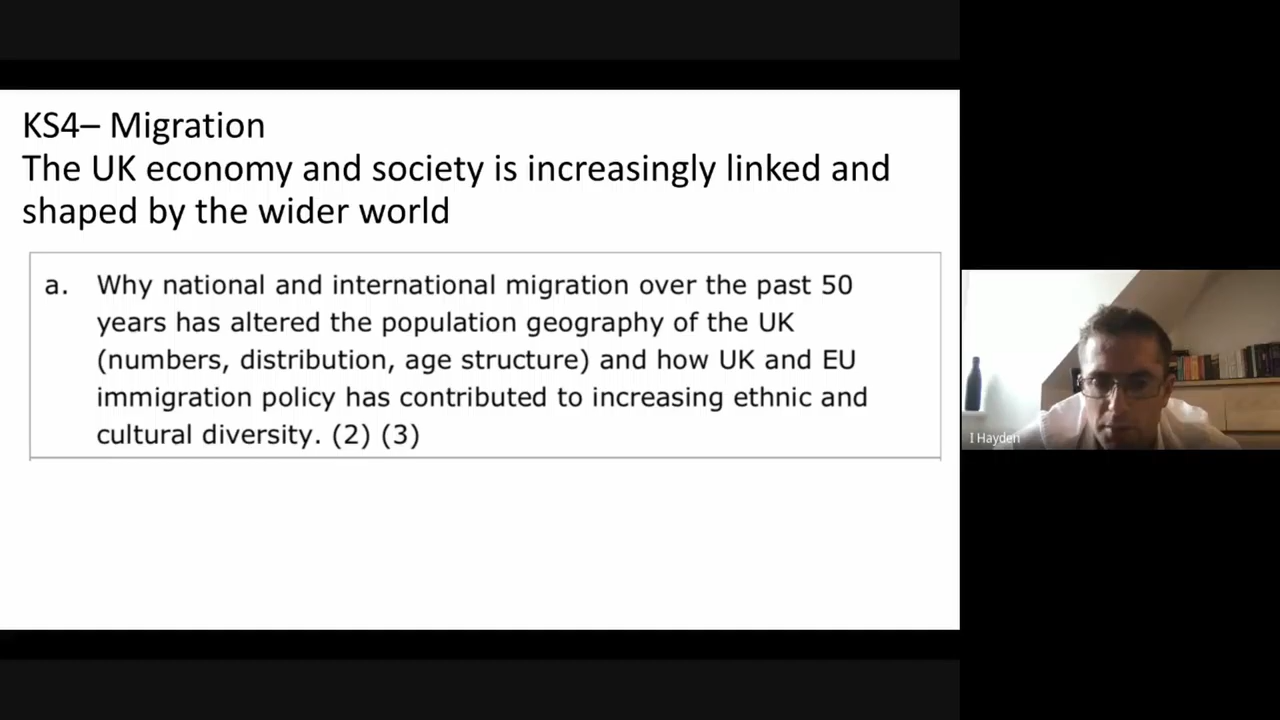 KS4– Migration
The UK economy and society is increasingly linked and
shaped by the wider world
a. Why national and international migration over the past 50
years has altered the population geography of the UK
(numbers, distribution, age structure) and how UK and EU
immigration policy has contributed to increasing ethnic and
cultural diversity. (2) (3)
I Hayden